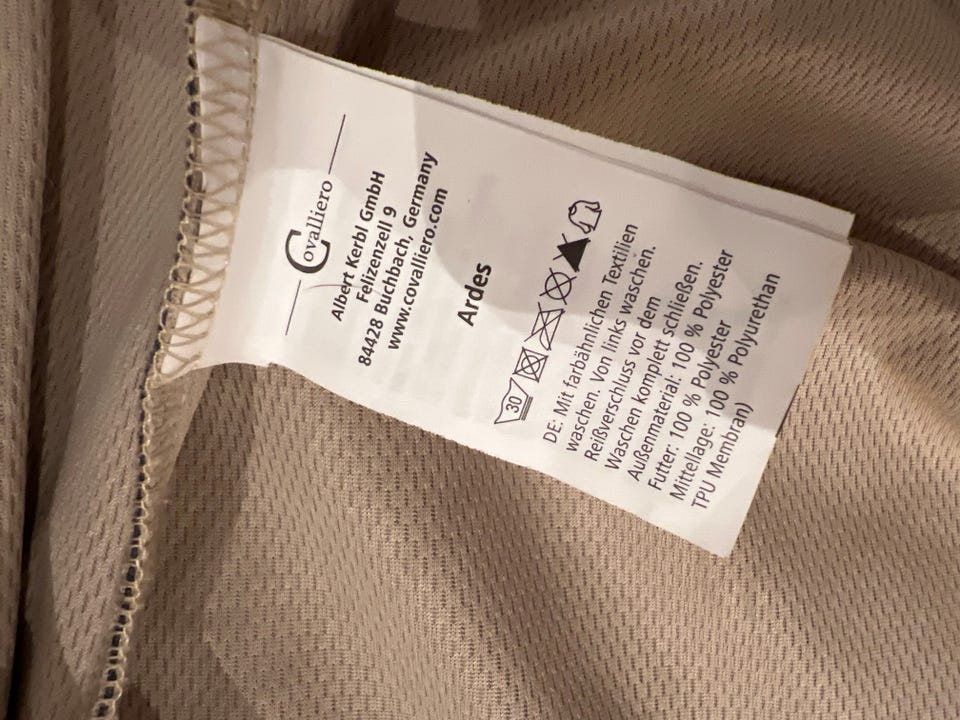 Covalliero
Albert Kerbl GmbH
Felizenzell 9
84428 Buchbach, Germany
www.covalliero.com
Ardes
30
DE: Mit farbähnlichen Textilien
waschen. Von links waschen.
Reißverschluss vor dem
Waschen komplett schließen.
Außenmaterial: 100 % Polyester
Futter: 100 % Polyester
Mittellage: 100 % Polyurethan
TPU Membran)